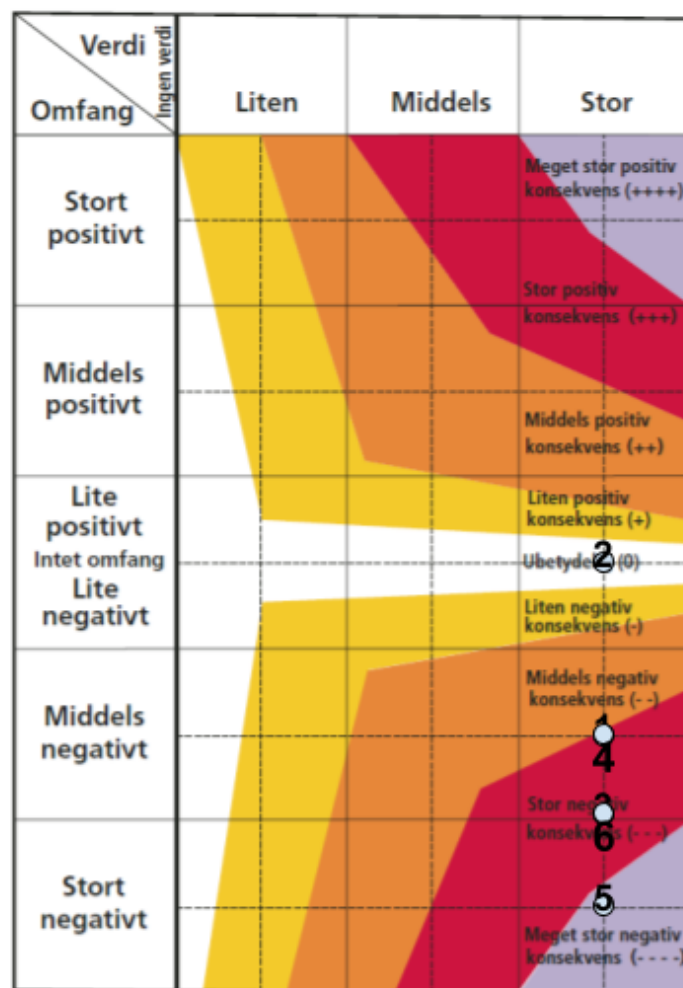 Verdi
Ingen verdi
Omfang
Liten
Middels
Stor
Stort
positivt
Meget stor positiv
konsekvens (++++)
Stor positiv
konsekvens (+++)
Middels
positivt
Middels positiv
konsekvens (++)
Lite
positivt
Liten positiv
konsekvens (+)
Intet omfang
2
(0)
Lite
negativt
Liten negativ
konsekvens (-)
Middels
negativt
Middels negativ
konsekvens (- -)
4
Stor
konsekvens (- - -)
6
Stort
negativt
5
Meget stor negativ
konsekvens (- - - -)